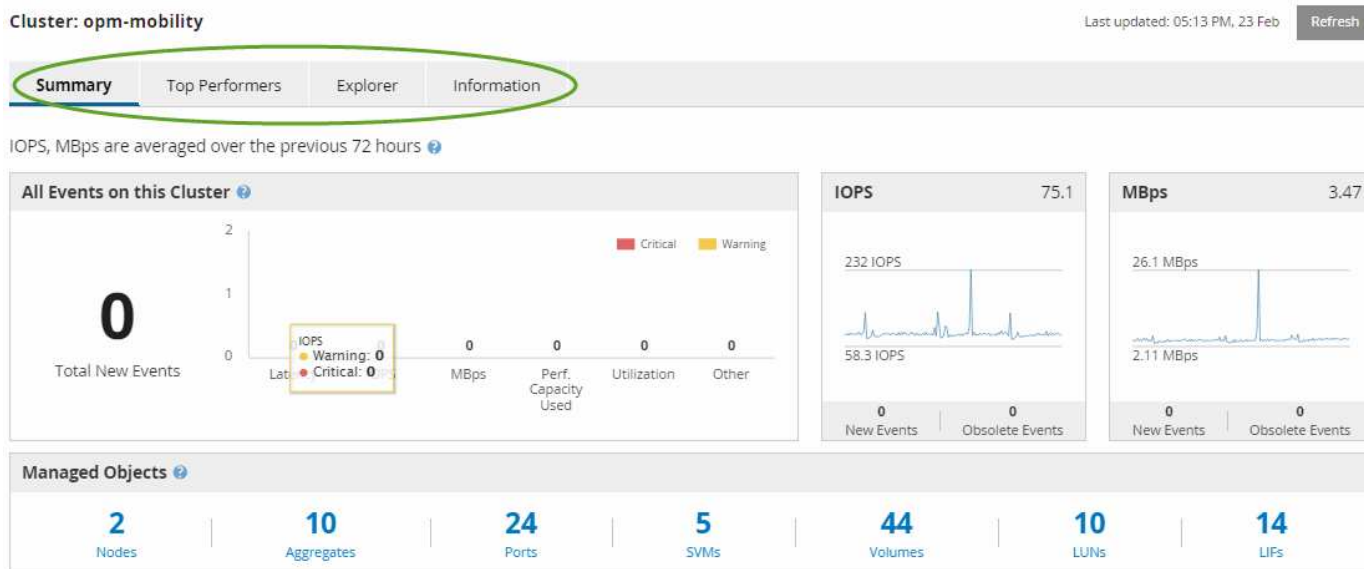 Cluster: opm-mobility
Last updated: 05:13 PM, 23 Feb
Refresh
Summary
Top Performers
Explorer
Information
IOPS, MBps are averaged over the previous 72 hours ?
All Events on this Cluster ?
0
Total New Events
2
1
0
Critical
Warning
IOPS
Warning: 0
Critical: 0
0 0 0 0
MBps
Perf.
Capacity
Used
Utilization
Other
IOPS 75.1
232 IOPS
58.3 IOPS
0
New Events
0
Obsolete Events
MBps 3.47
26.1 MBps
2.11 MBps
0
New Events
0
Obsolete Events
Managed Objects ?
2
Nodes
10
Aggregates
24
Ports
5
SVMs
44
Volumes
10
LUNs
14
LIFs